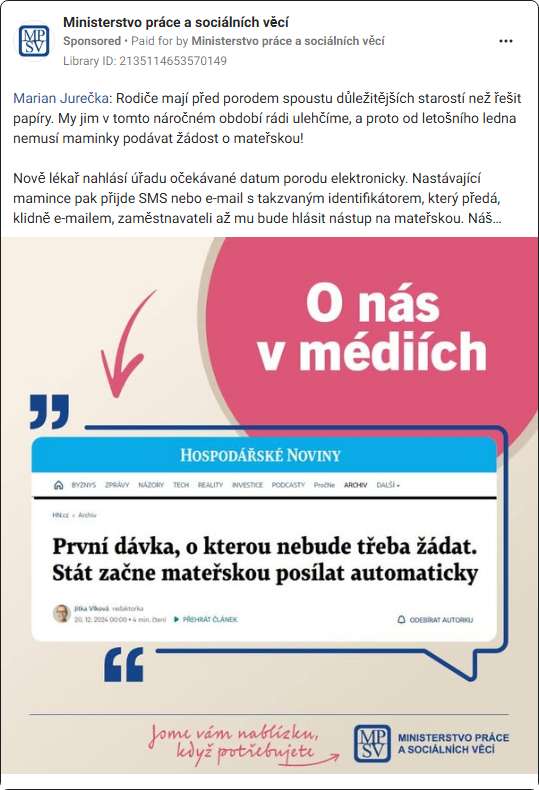 Ministerstvo práce a sociálních věcí
Sponsored • Paid for by Ministerstvo práce a sociálních věcí
Library ID: 2135114653570149
Marian Jurečka: Rodiče mají před porodem spoustu důležitějších starostí než řešit
papíry. My jim v tomto náročném období rádi ulehčíme, a proto od letošního ledna
nemusí maminky podávat žádost o mateřskou!
Nově lékař nahlásí úřadu očekávané datum porodu elektronicky. Nastávající
mamince pak přijde SMS nebo e-mail s takzvaným identifikátorem, který předá,
klidně e-mailem, zaměstnavateli až mu bude hlásit nástup na mateřskou. Náš…
O nás
v médiích
HOSPODÁŘSKÉ NOVINY
BYZNYS ZPRÁVY NÁZORY TECH REALITY INVESTICE PODCASTY PročNe ARCHIV DALŠÍ
HN.cz › Archiv
První dávka, o kterou nebude třeba žádat.
Stát začne mateřskou posílat automaticky
Jitka Vlková redaktorka
20. 12. 2024 00:00 • 4 min. čtení PŘEHRÁT ČLÁNEK ODEBÍRAT AUTORKU
Jsme vám nablízku,
když potřebujete
MPSV
MINISTERSTVO PRÁCE
A SOCIÁLNÍCH VĚCÍ